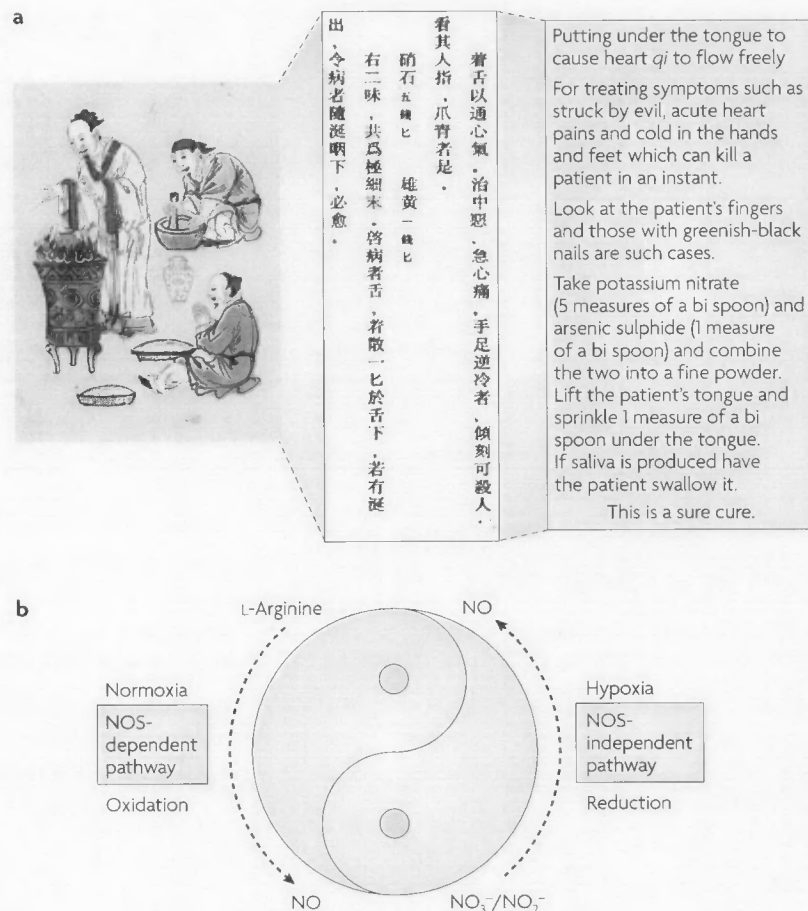 a
着舌以通心氣．治中惡、急心痛、手足逆冷者、傾刻可殺人．
看其人指、爪青者是．
硝石五錢匕 雄黃一錢匕
右二味、共爲極細末、啓病者舌、着散一匕於舌下、若有涎
出、令病者隨涎咽下、必愈．
Putting under the tongue to
cause heart qi to flow freely
For treating symptoms such as
struck by evil, acute heart
pains and cold in the hands
and feet which can kill a
patient in an instant.
Look at the patient's fingers
and those with greenish-black
nails are such cases.
Take potassium nitrate
(5 measures of a bi spoon) and
arsenic sulphide (1 measure
of a bi spoon) and combine
the two into a fine powder.
Lift the patient's tongue and
sprinkle 1 measure of a bi
spoon under the tongue.
If saliva is produced have
the patient swallow it.
This is a sure cure.
b
L-Arginine
NO
Normoxia
NOS-
dependent
pathway
Oxidation
Hypoxia
NOS-
independent
pathway
Reduction
NO
NO₃⁻/NO₂⁻